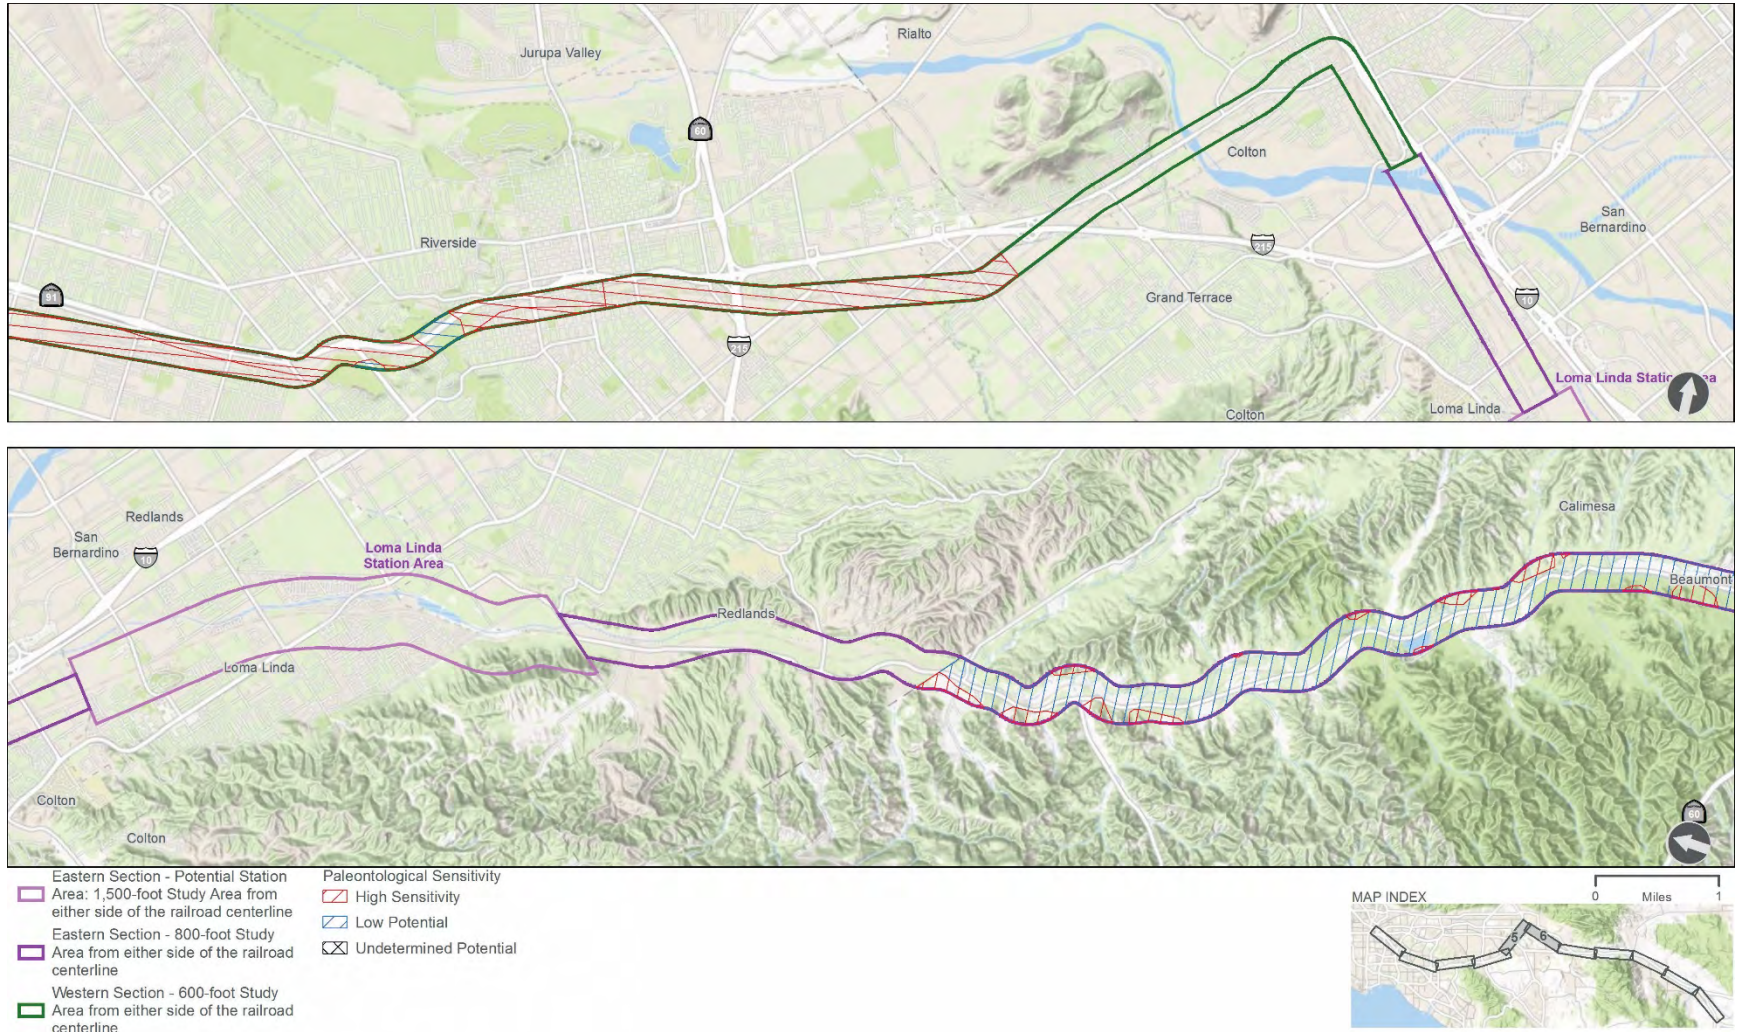 Rialto
Jurupa Valley
60
Colton
Riverside
San
Bernardino
215
91
Grand Terrace
10
215
Loma Linda
Colton
Loma Linda
Calimesa
Redlands
San
Bernardino
10
Loma Linda
Station Area
Beaumont
Redlands
Loma Linda
Colton
60
Colton
Eastern Section - Potential Station
Area: 1,500-foot Study Area from
either side of the railroad centerline
Eastern Section - 800-foot Study
Area from either side of the railroad
centerline
Western Section - 600-foot Study
Area from either side of the railroad
centerline
Paleontological Sensitivity
High Sensitivity
Low Potential
Undetermined Potential
0 Miles 1
MAP INDEX
5
6